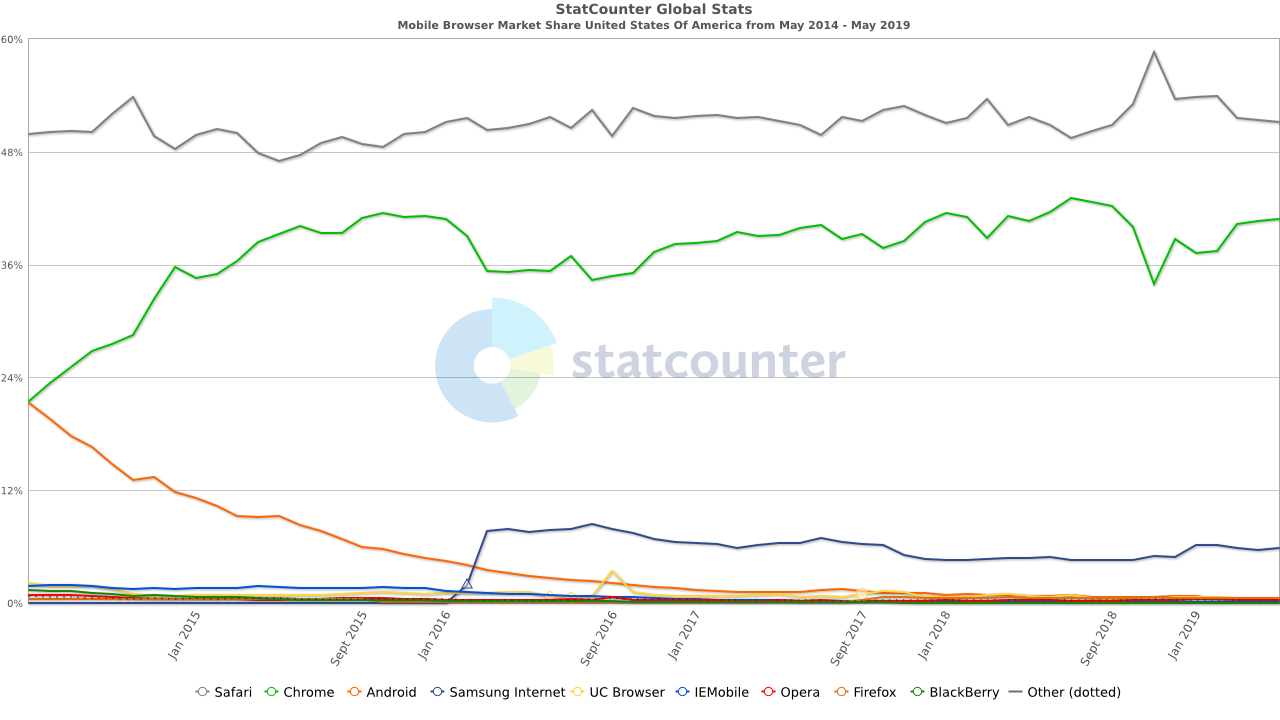 StatCounter Global Stats
Mobile Browser Market Share United States Of America from May 2014 - May 2019
60%
48%
36%
24%
12%
0%
statcounter
Jan 2015 Sept 2015 Jan 2016 Sept 2016 Jan 2017 Sept 2017 Jan 2018 Sept 2018 Jan 2019
Safari Chrome Android Samsung Internet UC Browser IEMobile Opera Firefox BlackBerry Other (dotted)